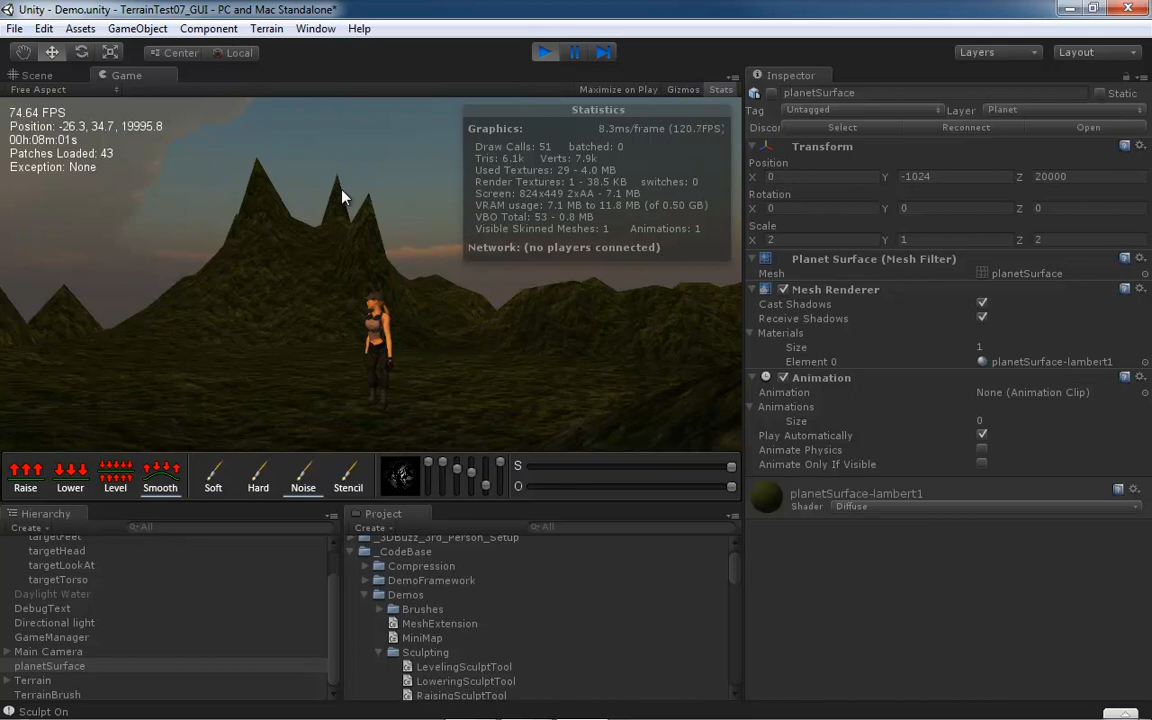 Unity - Demo.unity - TerrainTest07_GUI - PC and Mac Standalone*
File Edit Assets GameObject Component Terrain Window Help
Center Local Layers Layout
Scene Game Inspector
Free Aspect Maximize on Play Gizmos Stats
planetSurface Static
Tag Untagged Layer Planet
Discor Select Reconnect Open
74.64 FPS
Position: -26.3, 34.7, 19995.8
00h:08m:01s
Patches Loaded: 43
Exception: None
Statistics
Graphics: 8.3ms/frame (120.7FPS)
Draw Calls: 51 batched: 0
Tris: 6.1k Verts: 7.9k
Used Textures: 29 - 4.0 MB
Render Textures: 1 - 38.5 KB switches: 0
Screen: 824x449 2xAA - 7.1 MB
VRAM usage: 7.1 MB to 11.8 MB (of 0.50 GB)
VBO Total: 53 - 0.8 MB
Visible Skinned Meshes: 1 Animations: 1
Network: (no players connected)
Transform
Position
X 0 Y -1024 Z 20000
Rotation
X 0 Y 0 Z 0
Scale
X 2 Y 1 Z 2
Planet Surface (Mesh Filter)
Mesh planetSurface
Mesh Renderer
Cast Shadows
Receive Shadows
Materials
Size 1
Element 0 planetSurface-lambert1
Animation
Animation None (Animation Clip)
Animations
Size 0
Play Automatically
Animate Physics
Animate Only If Visible
planetSurface-lambert1
Shader Diffuse
Raise Lower Level Smooth Soft Hard Noise Stencil
S
O
Hierarchy
Create All
targetFeet
targetHead
targetLookAt
targetTorso
Daylight Water
DebugText
Directional light
GameManager
Main Camera
planetSurface
Terrain
TerrainBrush
Project
Create All
_3DBuzz_3rd_Person_Setup
_CodeBase
Compression
DemoFramework
Demos
Brushes
MeshExtension
MiniMap
Sculpting
LevelingSculptTool
LoweringSculptTool
RaisingSculptTool
Sculpt On